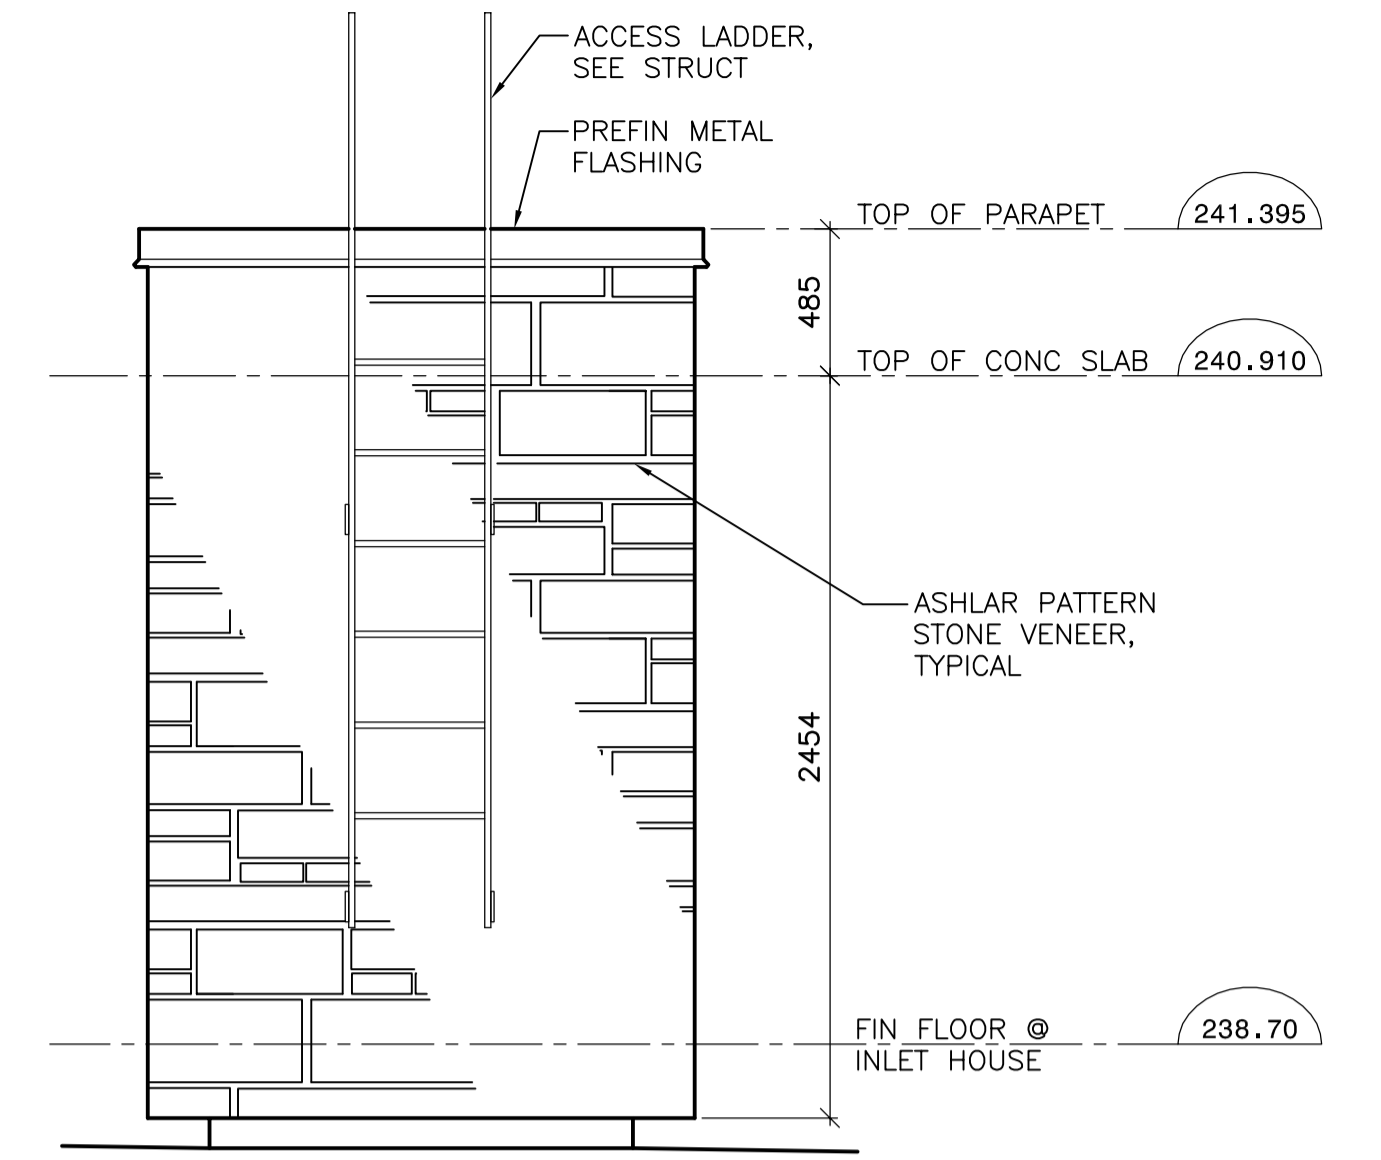 ACCESS LADDER,
SEE STRUCT
PREFIN METAL
FLASHING
TOP OF PARAPET 241.395
485
TOP OF CONC SLAB 240.910
ASHLAR PATTERN
STONE VENEER,
TYPICAL
2454
FIN FLOOR @
INLET HOUSE
238.70